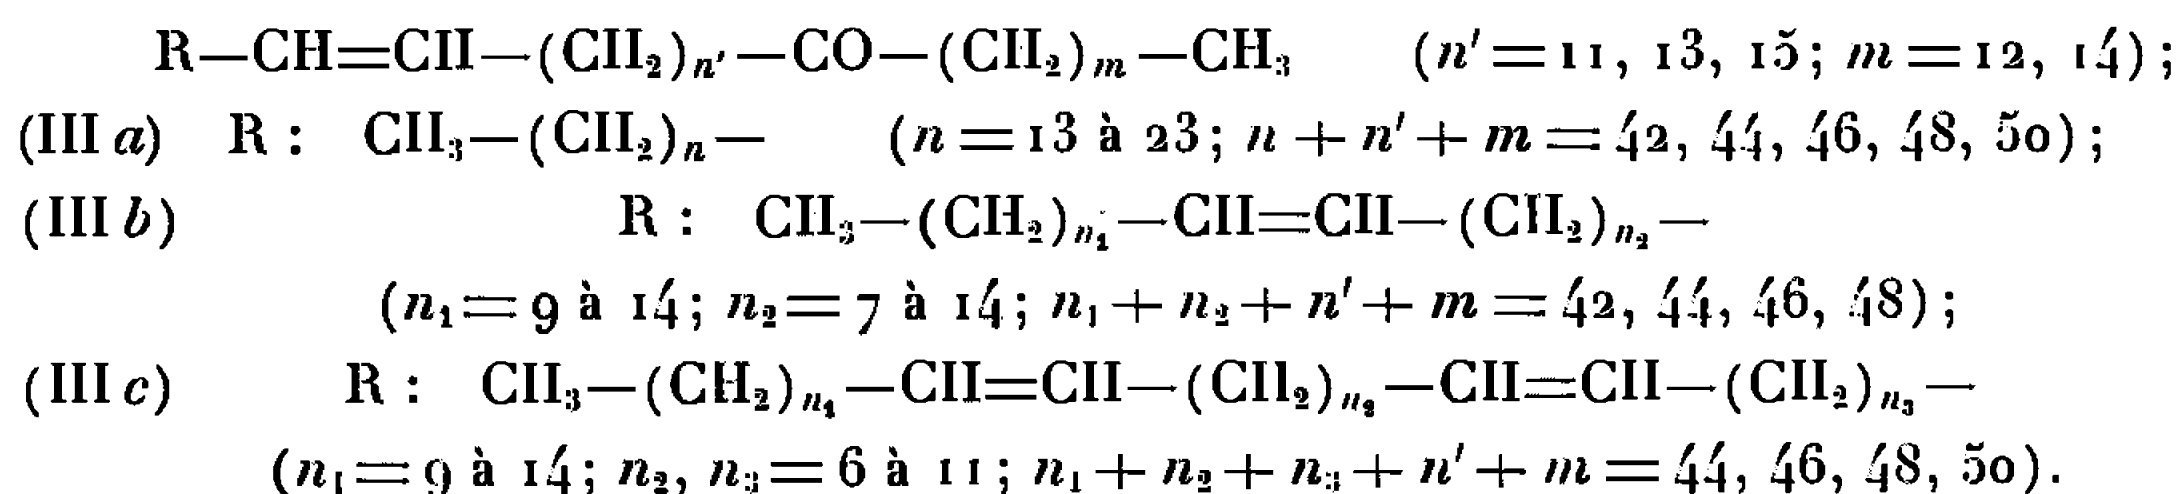 R—CH=CH—(CH₂)ₙ′—CO—(CH₂)ₘ—CH₃ (n′=11, 13, 15; m=12, 14);
(III a) R : CH₃—(CH₂)ₙ— (n=13 à 23; n+n′+m=42, 44, 46, 48, 50);
(III b) R : CH₃—(CH₂)ₙ₁—CH=CH—(CH₂)ₙ₂—
(n₁=9 à 14; n₂=7 à 14; n₁+n₂+n′+m=42, 44, 46, 48);
(III c) R : CH₃—(CH₂)ₙ₁—CH=CH—(CH₂)ₙ₂—CH=CH—(CH₂)ₙ₃—
(n₁=9 à 14; n₂, n₃=6 à 11; n₁+n₂+n₃+n′+m=44, 46, 48, 50).